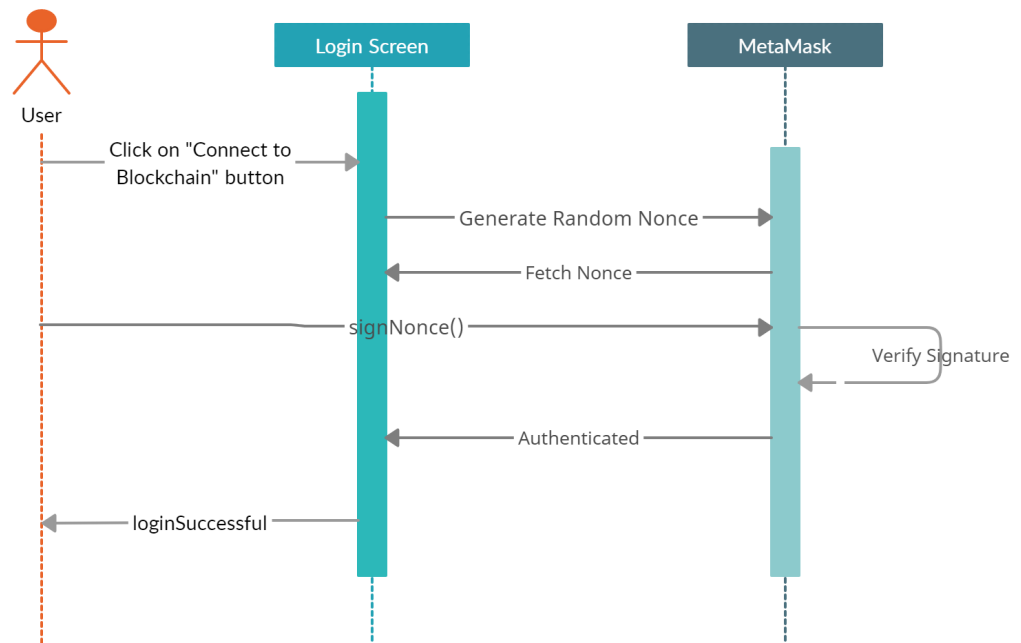 Login Screen
MetaMask
User
Click on "Connect to
Blockchain" button
Generate Random Nonce
Fetch Nonce
signNonce()
Verify Signature
Authenticated
loginSuccessful